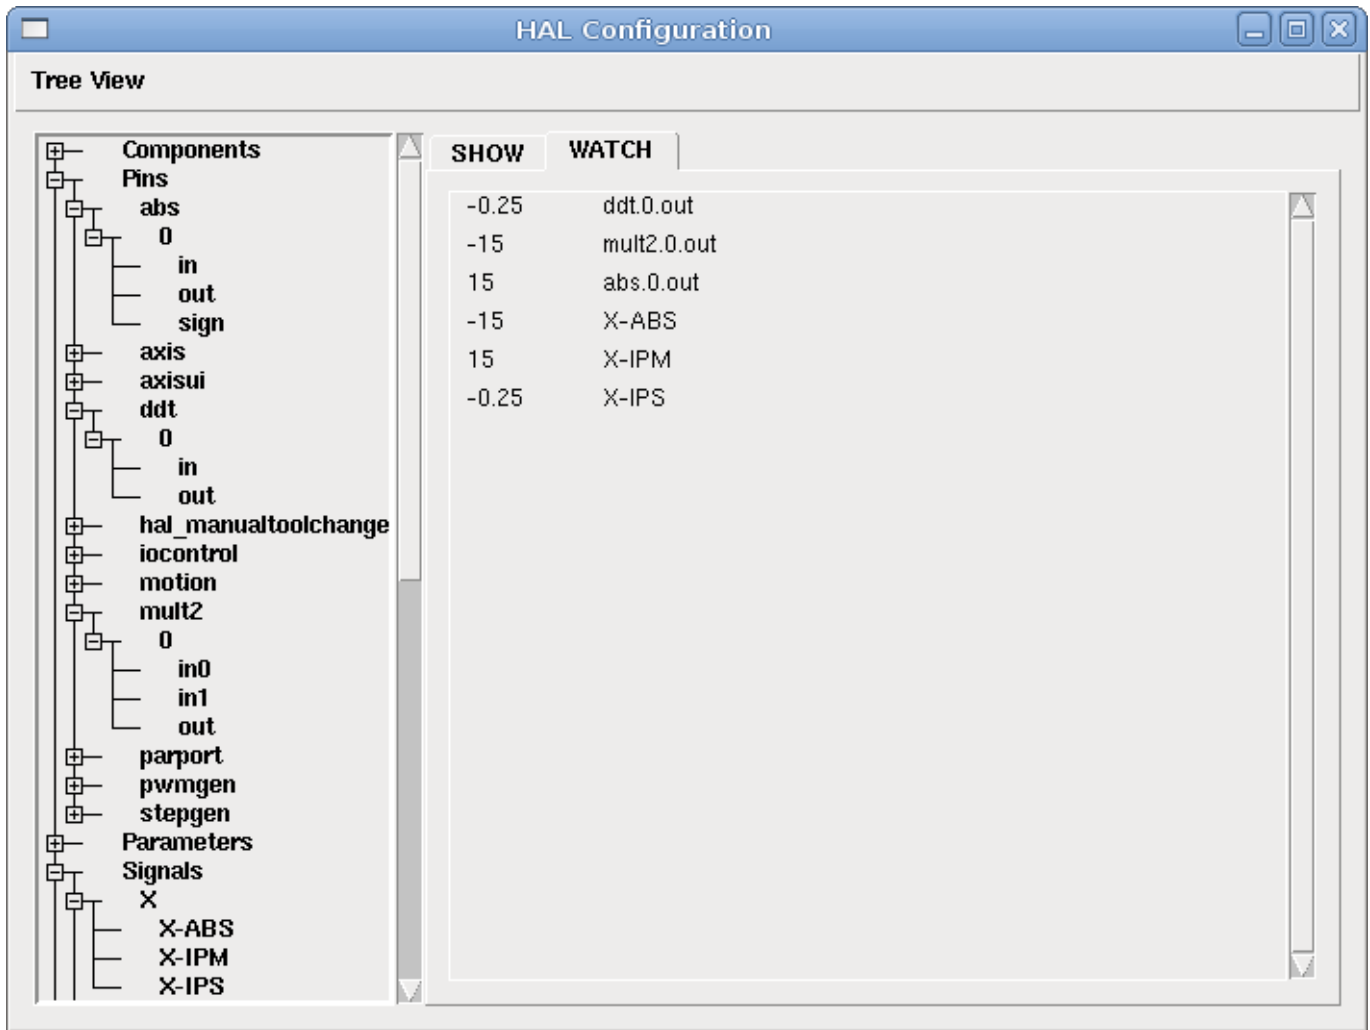 HAL Configuration
Tree View
Components
Pins
abs
0
in
out
sign
axis
axisui
ddt
0
in
out
hal_manualtoolchange
iocontrol
motion
mult2
0
in0
in1
out
parport
pwmgen
stepgen
Parameters
Signals
X
X-ABS
X-IPM
X-IPS
SHOW WATCH
-0.25 ddt.0.out
-15 mult2.0.out
15 abs.0.out
-15 X-ABS
15 X-IPM
-0.25 X-IPS